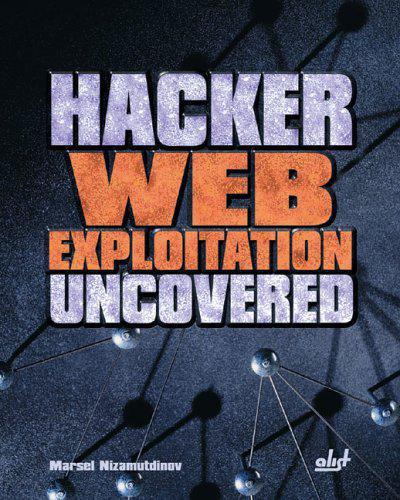 HACKER
WEB
EXPLOITATION
UNCOVERED
Marsel Nizamutdinov
alist